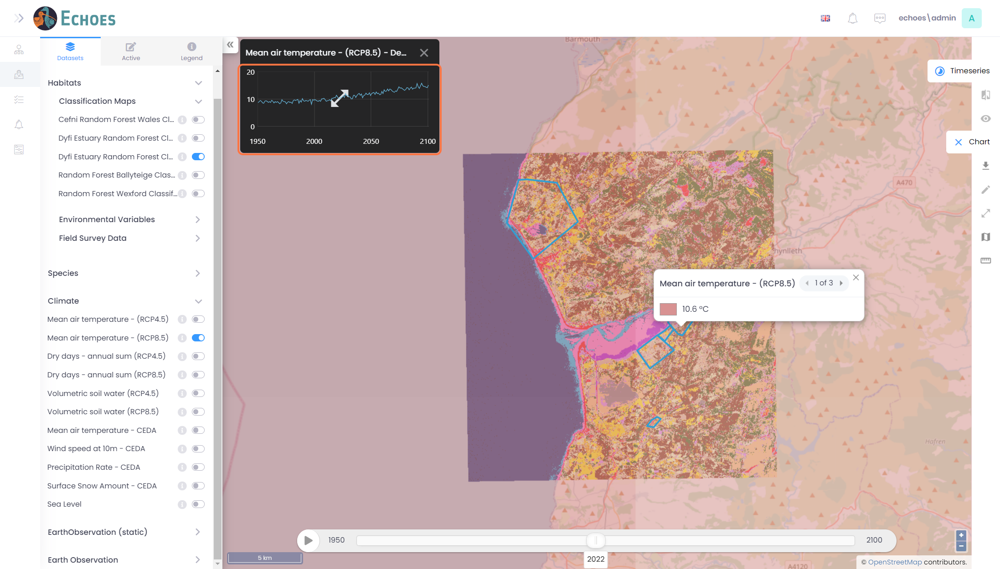 ECHOES
echoes\admin
A
Datasets
Active
Legend
Habitats
Classification Maps
Cefni Random Forest Wales Cl...
Dyfi Estuary Random Forest Cl...
Dyfi Estuary Random Forest Cl...
Random Forest Ballyteige Clas...
Random Forest Wexford Classif...
Environmental Variables
Field Survey Data
Species
Climate
Mean air temperature - (RCP4.5)
Mean air temperature - (RCP8.5)
Dry days - annual sum (RCP4.5)
Dry days - annual sum (RCP8.5)
Volumetric soil water (RCP4.5)
Volumetric soil water (RCP8.5)
Mean air temperature - CEDA
Wind speed at 10m - CEDA
Precipitation Rate - CEDA
Surface Snow Amount - CEDA
Sea Level
EarthObservation (static)
Earth Observation
Mean air temperature - (RCP8.5) - De...
20
10
0
1950 2000 2050 2100
Barmouth
Timeseries
Chart
A470
hynlleth
Mean air temperature - (RCP8.5) 1 of 3
10.6 °C
Hafren
1950
2100
2022
5 km
+
−
A4120
© OpenStreetMap contributors.